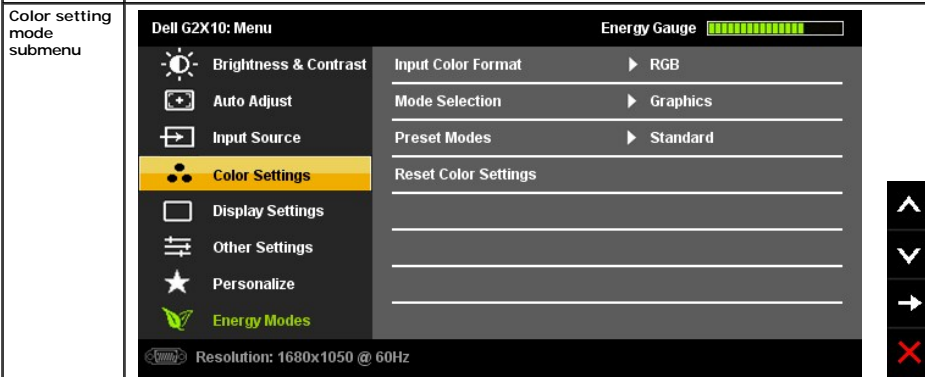 Color setting
mode
submenu
Dell G2X10: Menu Energy Gauge
Brightness & Contrast Input Color Format RGB
Auto Adjust Mode Selection Graphics
Input Source Preset Modes Standard
Color Settings Reset Color Settings
Display Settings
Other Settings
Personalize
Energy Modes
Resolution: 1680x1050 @ 60Hz